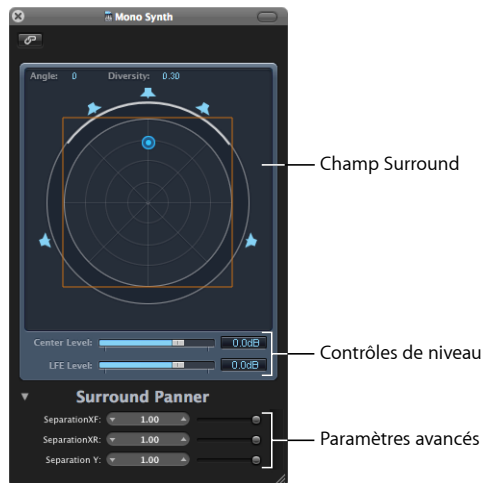 Mono Synth
Angle: 0 Diversity: 0.30
Champ Surround
Center Level: 0.0dB
Contrôles de niveau
LFE Level: 0.0dB
Surround Panner
SeparationXF: 1.00
SeparationXR: 1.00
Paramètres avancés
Separation Y: 1.00